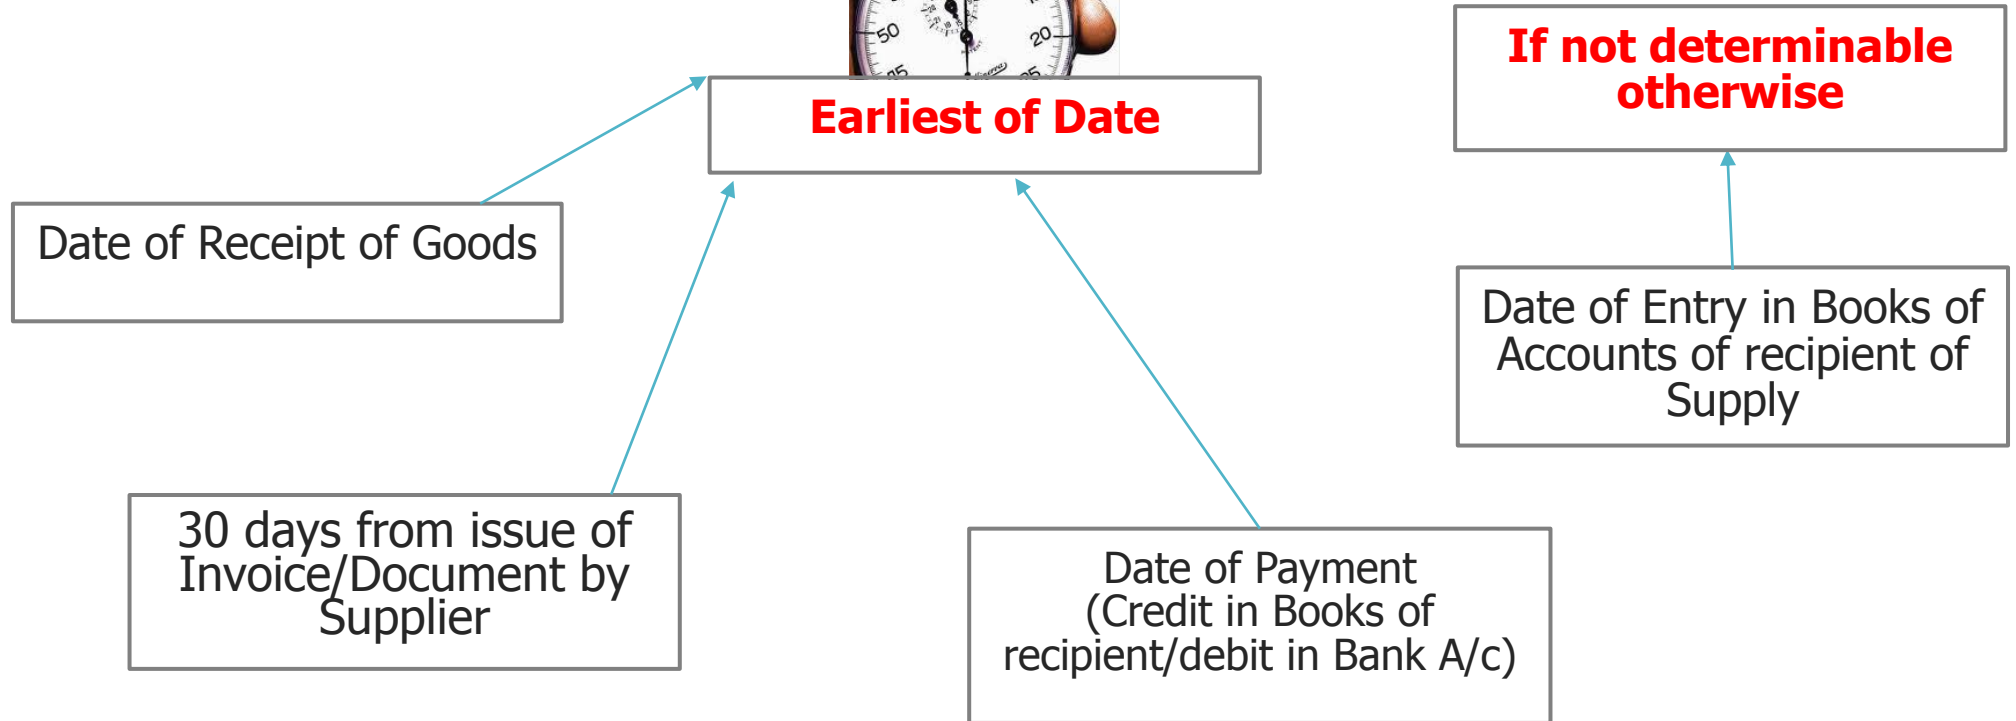 50
20
Earliest of Date
If not determinable
otherwise
Date of Receipt of Goods
Date of Entry in Books of
Accounts of recipient of
Supply
30 days from issue of
Invoice/Document by
Supplier
Date of Payment
(Credit in Books of
recipient/debit in Bank A/c)